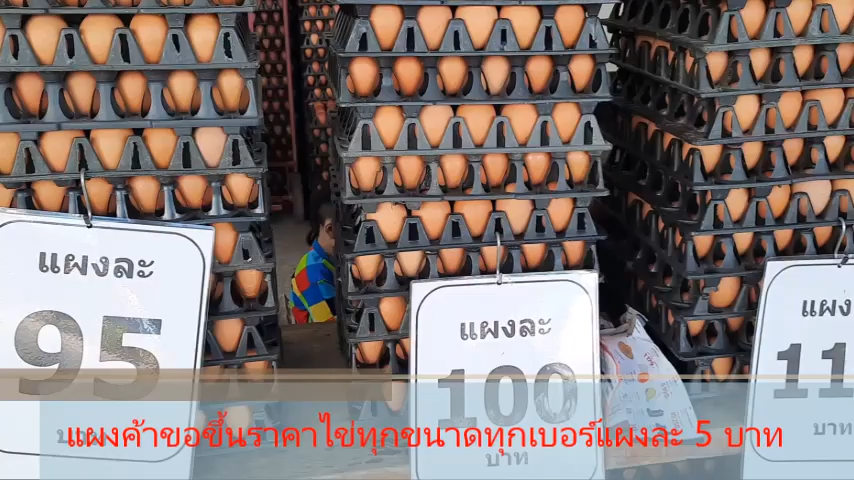 แผงละ
95
บาท
แผงละ
100
บาท
แผง
11
บาท
แผงค้าขอขึ้นราคาไข่ทุกขนาดทุกเบอร์แผงละ 5 บาท